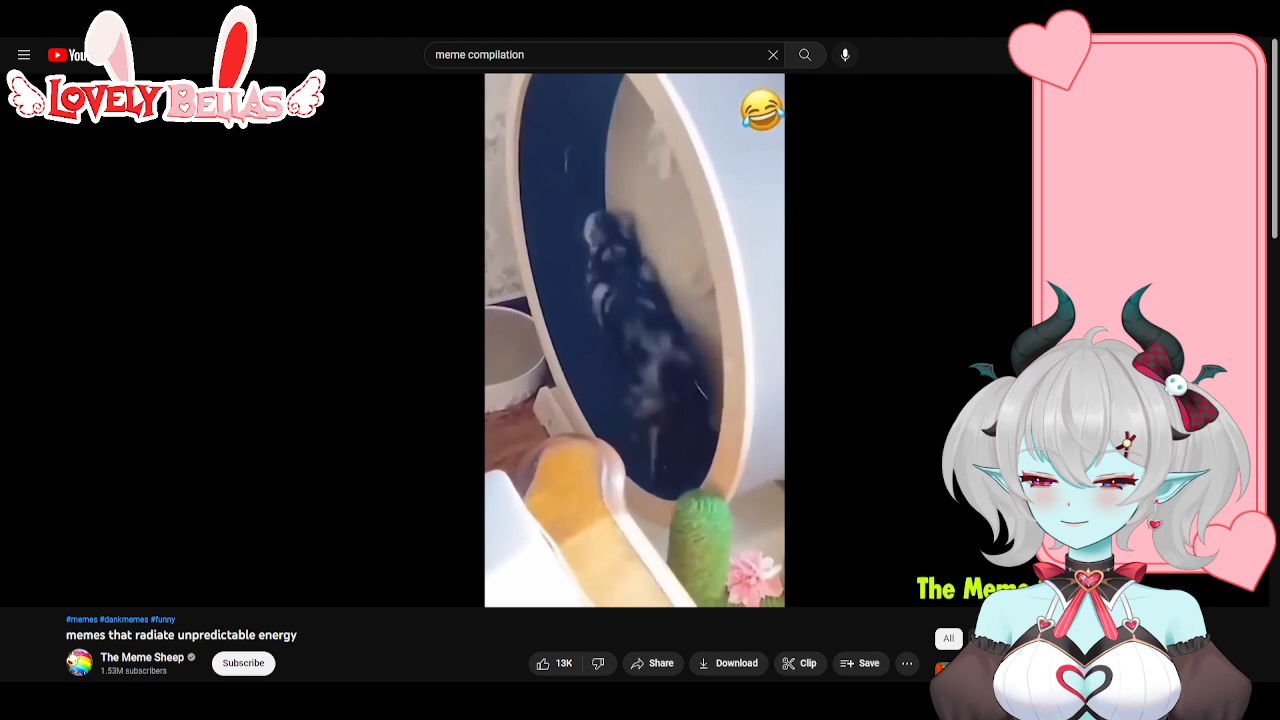 meme compilation
You
LOVELY BELLAS
The Meme
#memes #dankmemes #funny
memes that radiate unpredictable energy
The Meme Sheep
1.53M subscribers
Subscribe
13K
Share
Download
Clip
Save
All